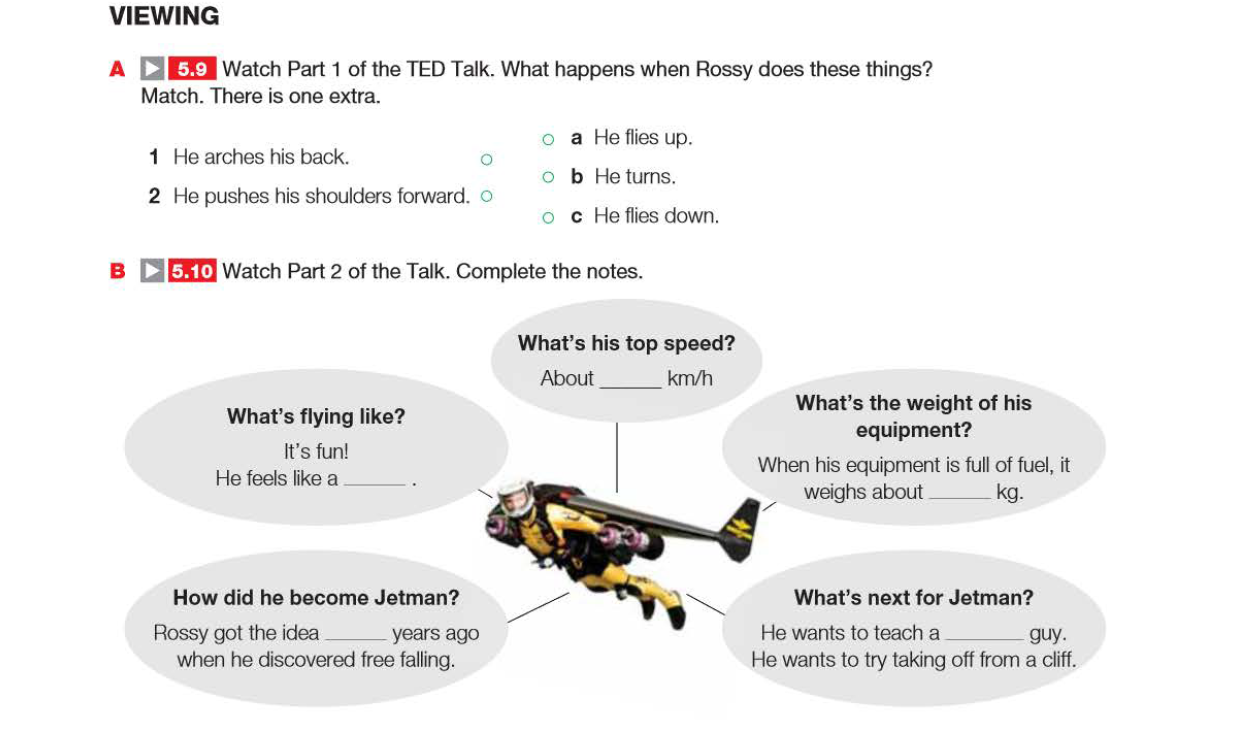 VIEWING
A 5.9 Watch Part 1 of the TED Talk. What happens when Rossy does these things?
Match. There is one extra.
1 He arches his back.
2 He pushes his shoulders forward.
a He flies up.
b He turns.
c He flies down.
B 5.10 Watch Part 2 of the Talk. Complete the notes.
What's his top speed?
About ______ km/h
What's flying like?
It's fun!
He feels like a ______ .
What's the weight of his
equipment?
When his equipment is full of fuel, it
weighs about ______ kg.
How did he become Jetman?
Rossy got the idea ______ years ago
when he discovered free falling.
What's next for Jetman?
He wants to teach a ________ guy.
He wants to try taking off from a cliff.